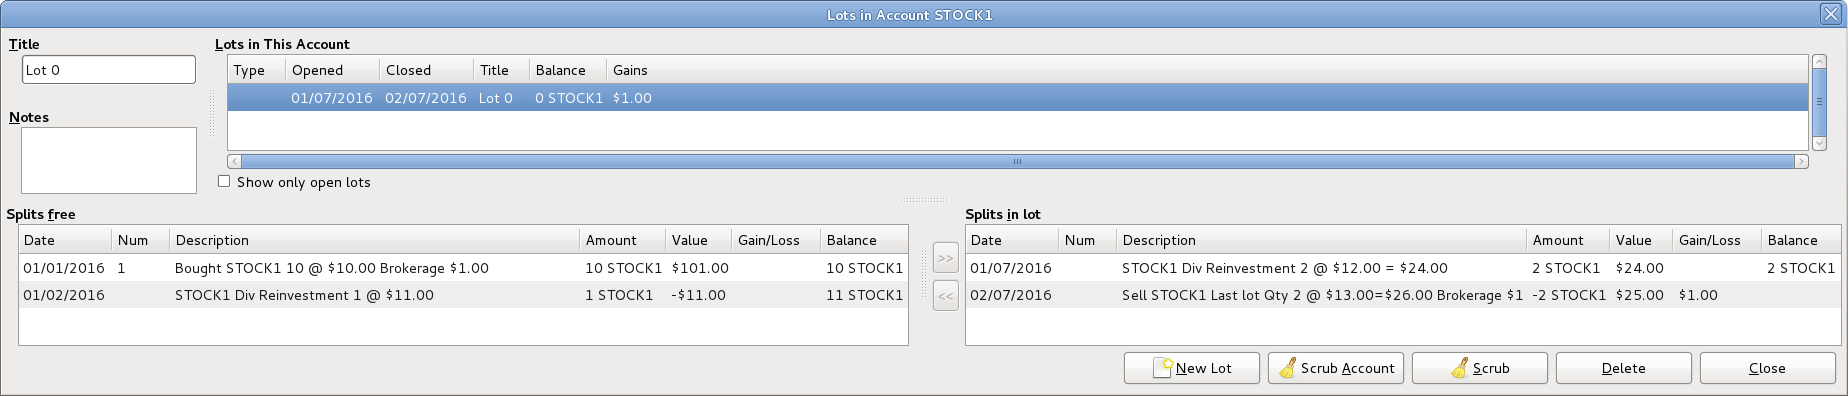 Lots in Account STOCK1
Title
Lot 0
Notes
Lots in This Account
Type Opened Closed Title Balance Gains
01/07/2016 02/07/2016 Lot 0 0 STOCK1 $1.00
Show only open lots
Splits free
Date Num Description Amount Value Gain/Loss Balance
01/01/2016 1 Bought STOCK1 10 @ $10.00 Brokerage $1.00 10 STOCK1 $101.00 10 STOCK1
01/02/2016 STOCK1 Div Reinvestment 1 @ $11.00 1 STOCK1 -$11.00 11 STOCK1
>>
<<
Splits in lot
Date Num Description Amount Value Gain/Loss Balance
01/07/2016 STOCK1 Div Reinvestment 2 @ $12.00 = $24.00 2 STOCK1 $24.00 2 STOCK1
02/07/2016 Sell STOCK1 Last lot Qty 2 @ $13.00=$26.00 Brokerage $1 -2 STOCK1 $25.00 $1.00
New Lot Scrub Account Scrub Delete Close